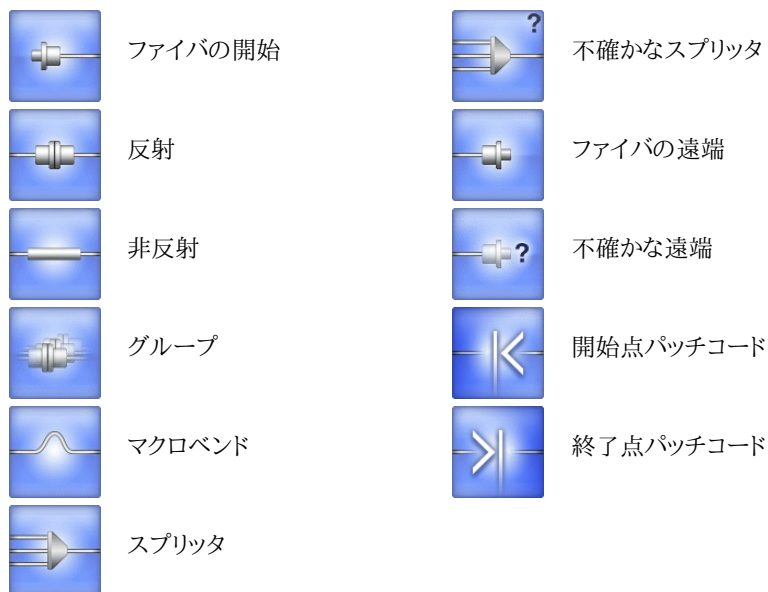 ファイバの開始
反射
非反射
グループ
マクロベンド
スプリッタ
?
不確かなスプリッタ
ファイバの遠端
?
不確かな遠端
開始点パッチコード
終了点パッチコード